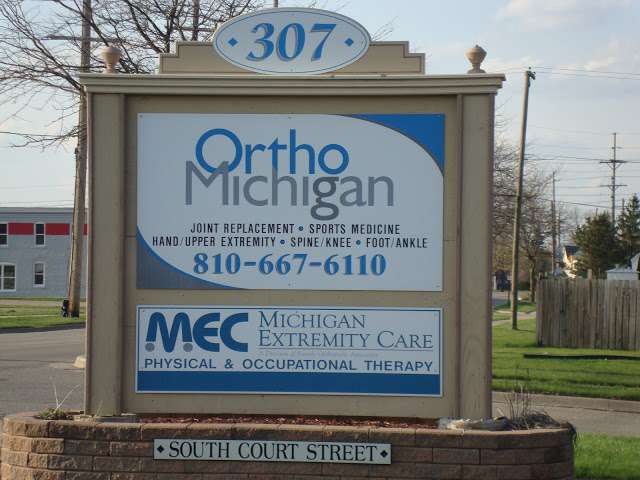 307
Ortho
Michigan
JOINT REPLACEMENT • SPORTS MEDICINE
HAND/UPPER EXTREMITY • SPINE/KNEE • FOOT/ANKLE
810-667-6110
MEC MICHIGAN
EXTREMITY CARE
PHYSICAL & OCCUPATIONAL THERAPY
SOUTH COURT STREET